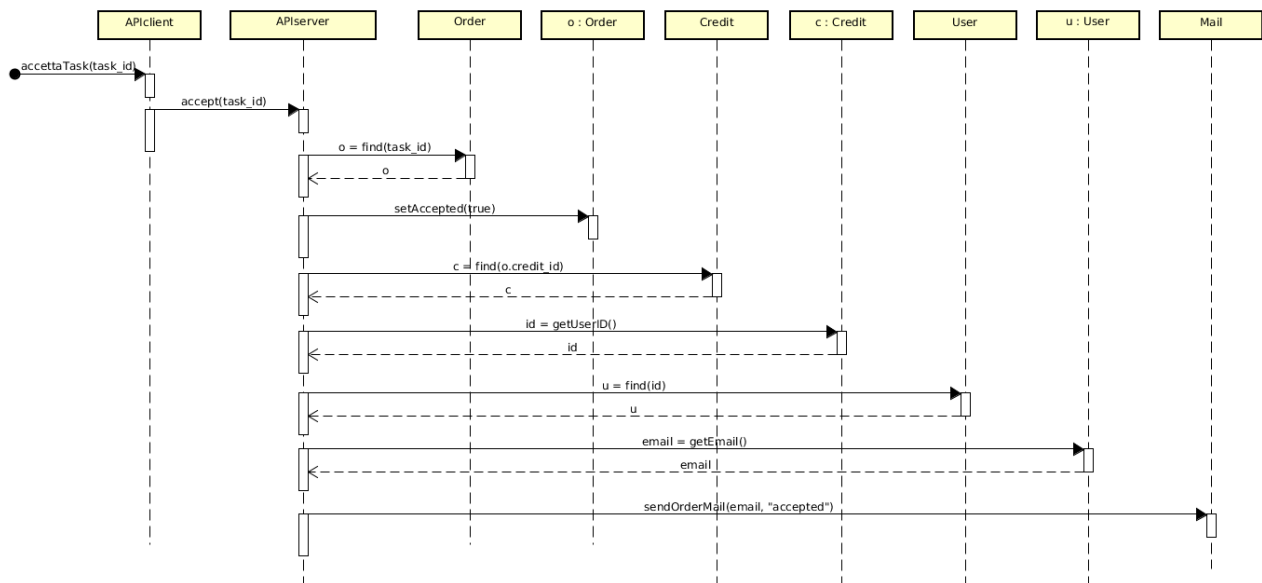 APIclient
APIserver
Order
o : Order
Credit
c : Credit
User
u : User
Mail
accettaTask(task_id)
accept(task_id)
o = find(task_id)
o
setAccepted(true)
c = find(o.credit_id)
c
id = getUserID()
id
u = find(id)
u
email = getEmail()
email
sendOrderMail(email, "accepted")